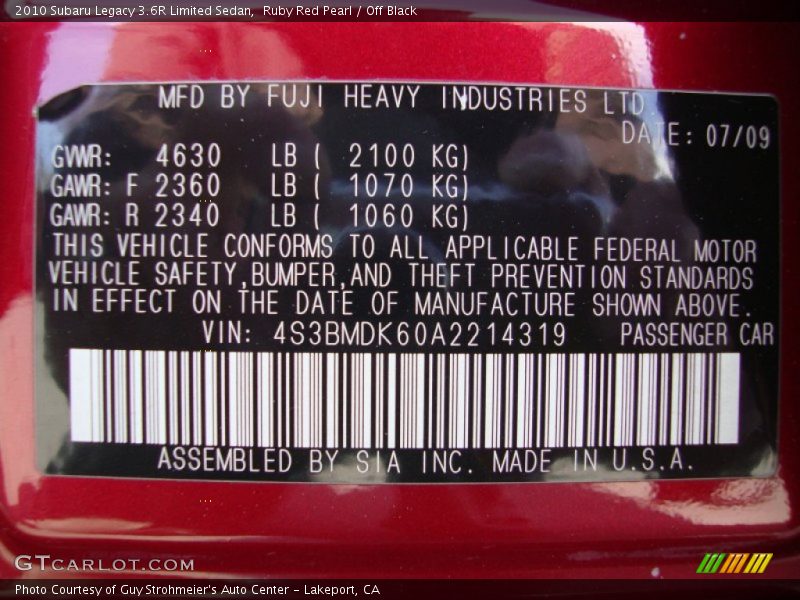 2010 Subaru Legacy 3.6R Limited Sedan, Ruby Red Pearl / Off Black
MFD BY FUJI HEAVY INDUSTRIES LTD
DATE: 07/09
GVWR: 4630 LB ( 2100 KG)
GAWR: F 2360 LB ( 1070 KG)
GAWR: R 2340 LB ( 1060 KG)
THIS VEHICLE CONFORMS TO ALL APPLICABLE FEDERAL MOTOR
VEHICLE SAFETY,BUMPER,AND THEFT PREVENTION STANDARDS
IN EFFECT ON THE DATE OF MANUFACTURE SHOWN ABOVE.
VIN: 4S3BMDK60A2214319 PASSENGER CAR
ASSEMBLED BY SIA INC. MADE IN U.S.A.
GTCARLOT.COM
Photo Courtesy of Guy Strohmeier's Auto Center - Lakeport, CA